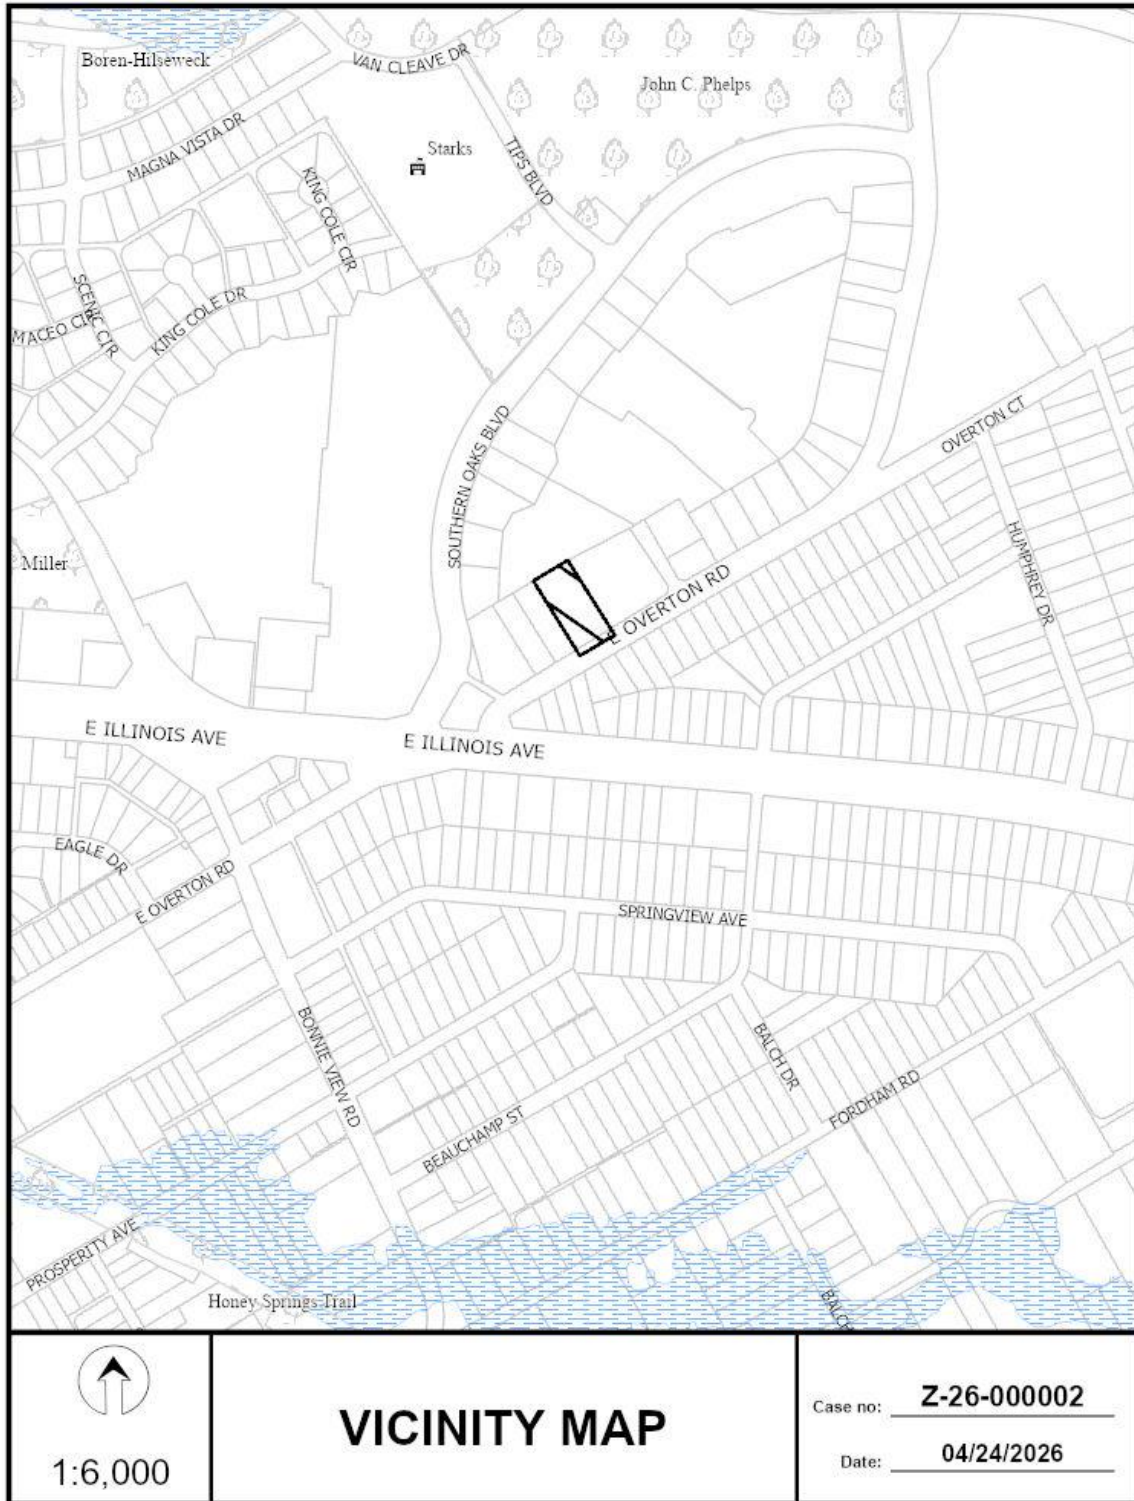 Boren-Hilseweck
VAN CLEAVE DR
John C. Phelps
MAGNA VISTA DR
Starks
TIPS BLVD
KING COLE CIR
SCENIC CIR
MACEO CIR
KING COLE DR
OVERTON CT
SOUTHERN OAKS BLVD
HUMPHREY DR
Miller
E OVERTON RD
E ILLINOIS AVE
E ILLINOIS AVE
EAGLE DR
E OVERTON RD
SPRINGVIEW AVE
BONNIE VIEW RD
BALCH DR
FORDHAM RD
BEAUCHAMP ST
PROSPERITY AVE
Honey Springs Trail
BALCH
1:6,000
VICINITY MAP
Case no: Z-26-000002
Date: 04/24/2026